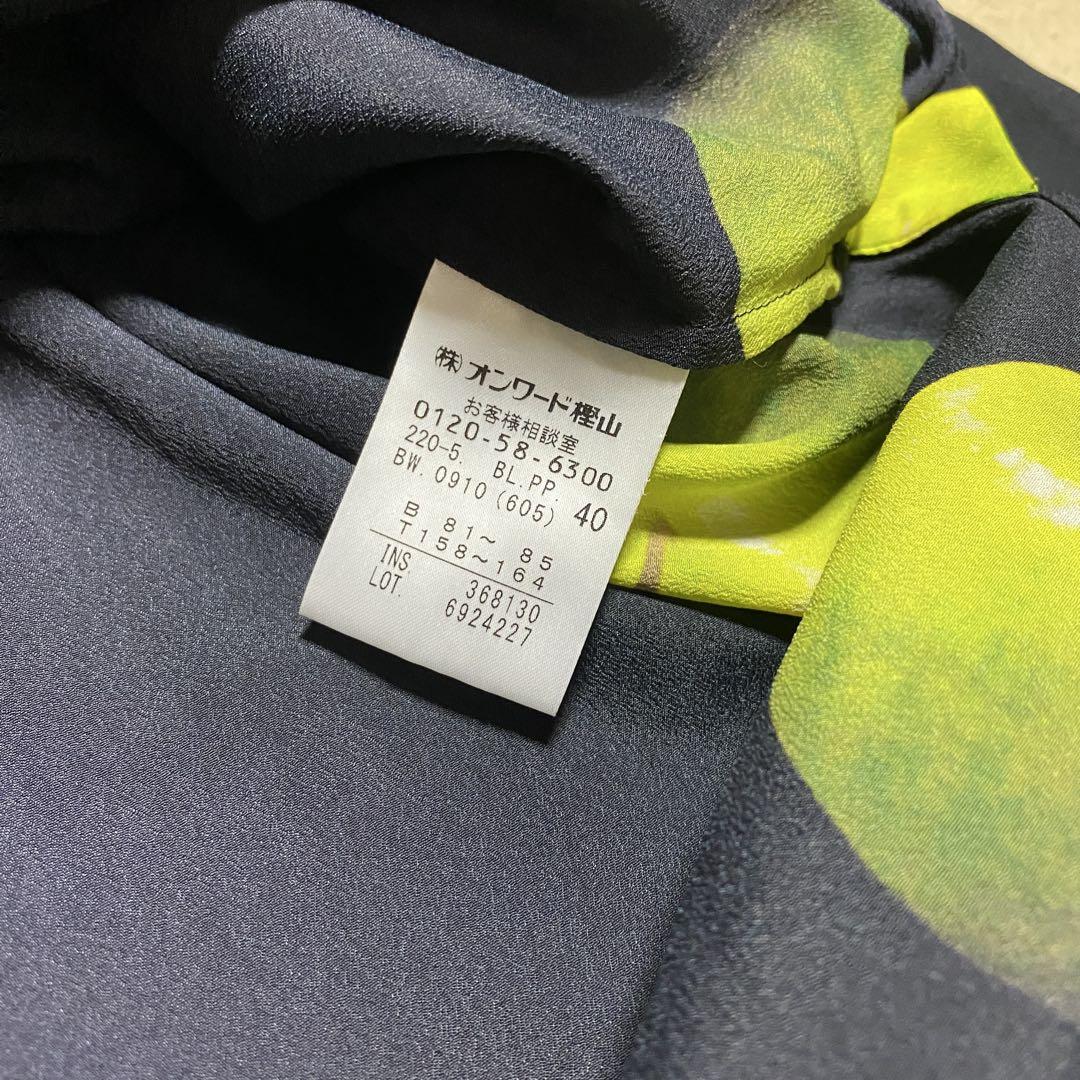 ㈱オンワード樫山
お客様相談室
0120-58-6300
220-5. BL.PP.
BW. 0910 (605) 40
B 81～ 85
T 158～164
INS. 368130
LOT. 6924227